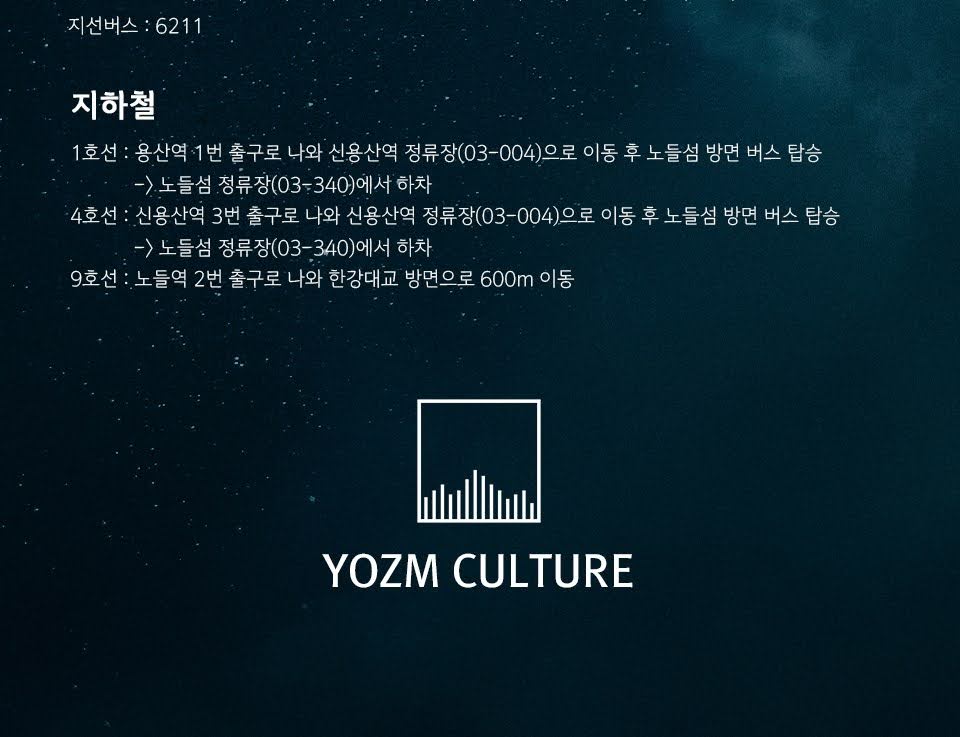 지선버스 : 6211
지하철
1호선 : 용산역 1번 출구로 나와 신용산역 정류장(03-004)으로 이동 후 노들섬 방면 버스 탑승
-> 노들섬 정류장(03-340)에서 하차
4호선 : 신용산역 3번 출구로 나와 신용산역 정류장(03-004)으로 이동 후 노들섬 방면 버스 탑승
-> 노들섬 정류장(03-340)에서 하차
9호선 : 노들역 2번 출구로 나와 한강대교 방면으로 600m 이동
YOZM CULTURE